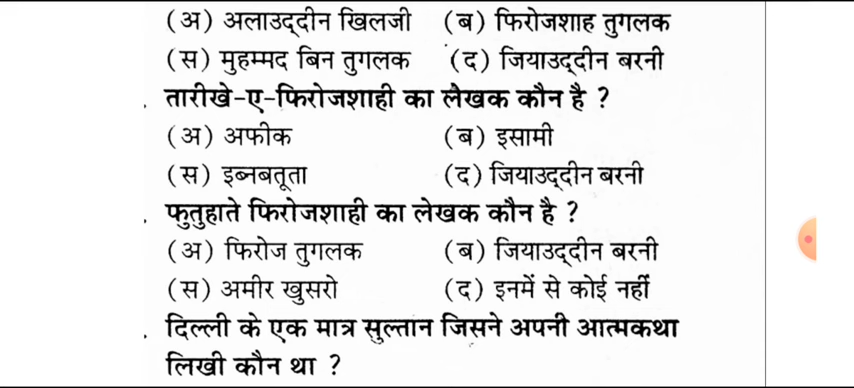 (अ) अलाउद्दीन खिलजी (ब) फिरोजशाह तुगलक
(स) मुहम्मद बिन तुगलक (द) जियाउद्दीन बरनी
. तारीखे-ए-फिरोजशाही का लेखक कौन है ?
(अ) अफीक (ब) इसामी
(स) इब्नबतूता (द) जियाउद्दीन बरनी
. फुतुहाते फिरोजशाही का लेखक कौन है ?
(अ) फिरोज तुगलक (ब) जियाउद्दीन बरनी
(स) अमीर खुसरो (द) इनमें से कोई नहीं
. दिल्ली के एक मात्र सुल्तान जिसने अपनी आत्मकथा
लिखी कौन था ?